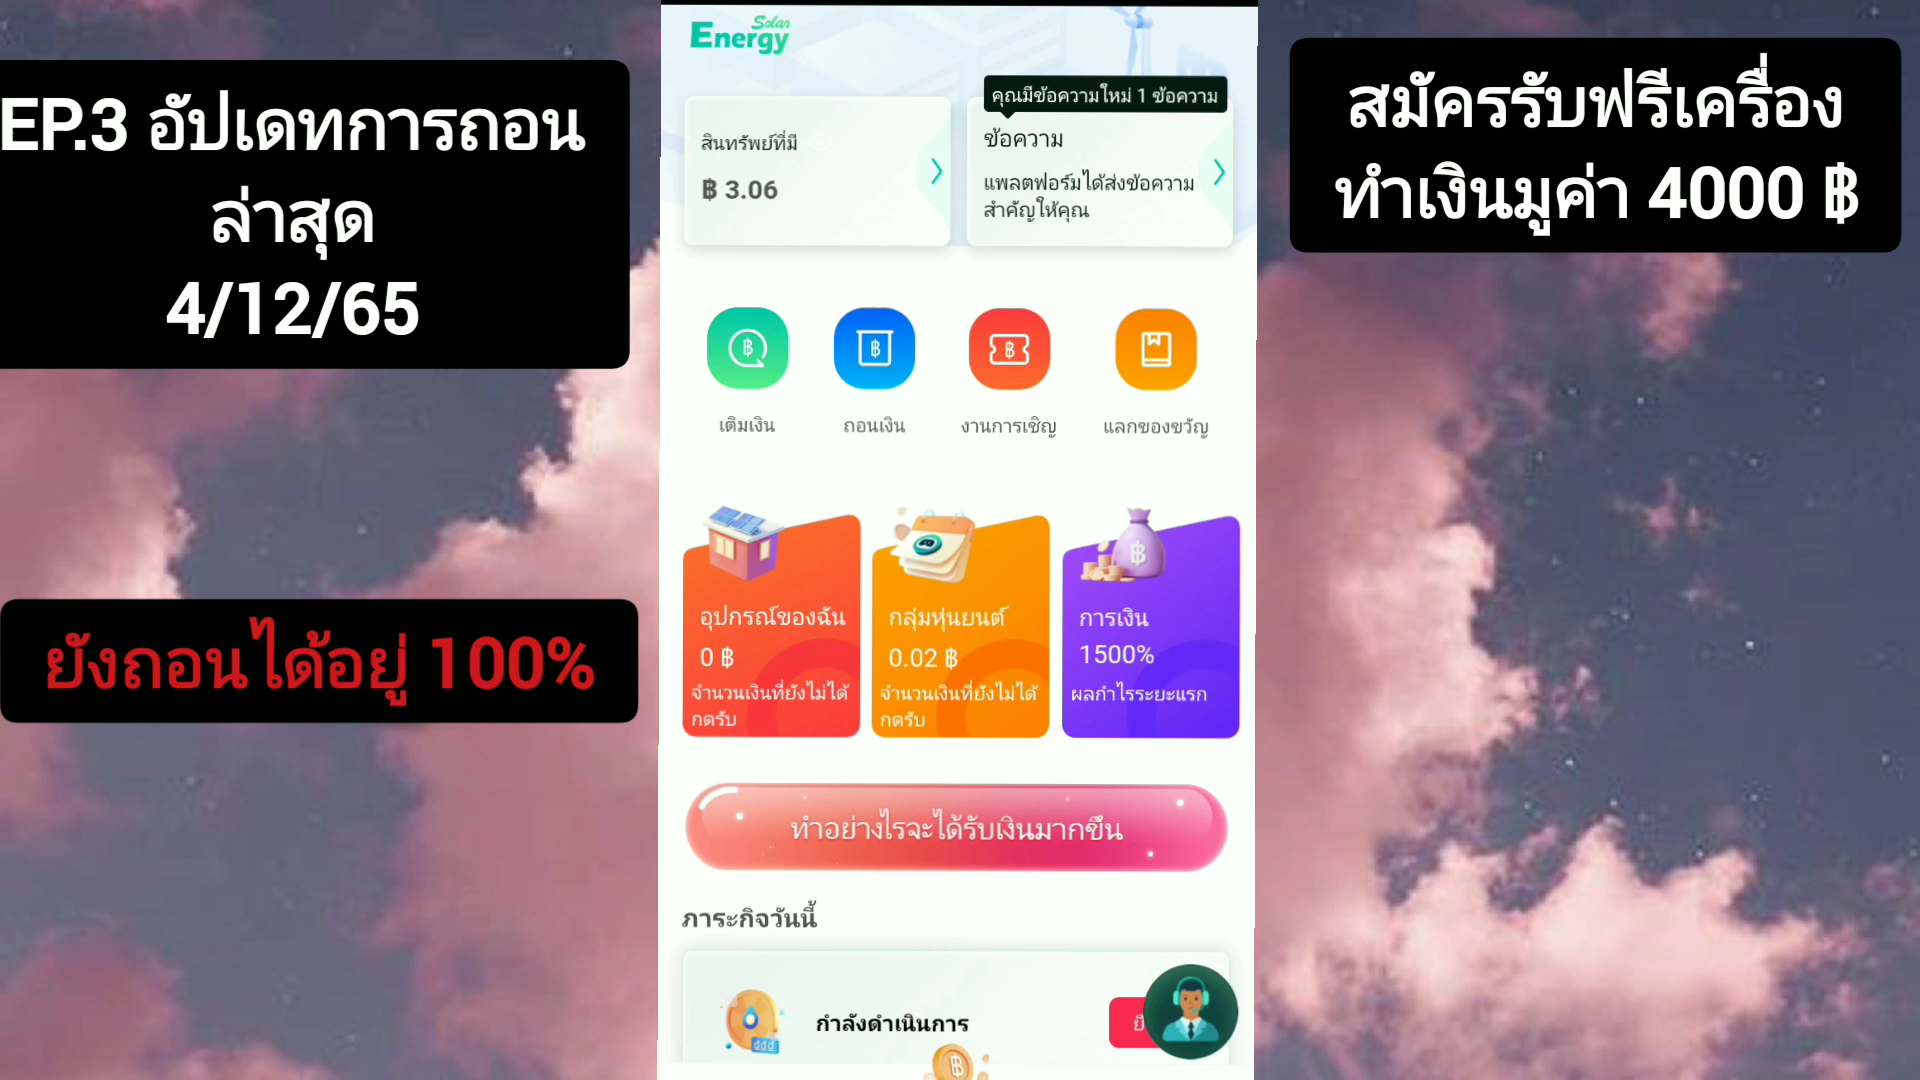 EP.3 อัปเดทการถอน
ล่าสุด
4/12/65
ยังถอนได้อยู่ 100%
Solar
Energy
คุณมีข้อความใหม่ 1 ข้อความ
สินทรัพย์ที่มี
฿ 3.06
ข้อความ
แพลตฟอร์มได้ส่งข้อความ
สำคัญให้คุณ
เติมเงิน
ถอนเงิน
งานการเชิญ
แลกของขวัญ
อุปกรณ์ของฉัน
0 ฿
จำนวนเงินที่ยังไม่ได้
กดรับ
กลุ่มหุ่นยนต์
0.02 ฿
จำนวนเงินที่ยังไม่ได้
กดรับ
การเงิน
1500%
ผลกำไรระยะแรก
ทำอย่างไรจะได้รับเงินมากขึ้น
ภาระกิจวันนี้
กำลังดำเนินการ
ddd
สมัครรับฟรีเครื่อง
ทำเงินมูค่า 4000 ฿